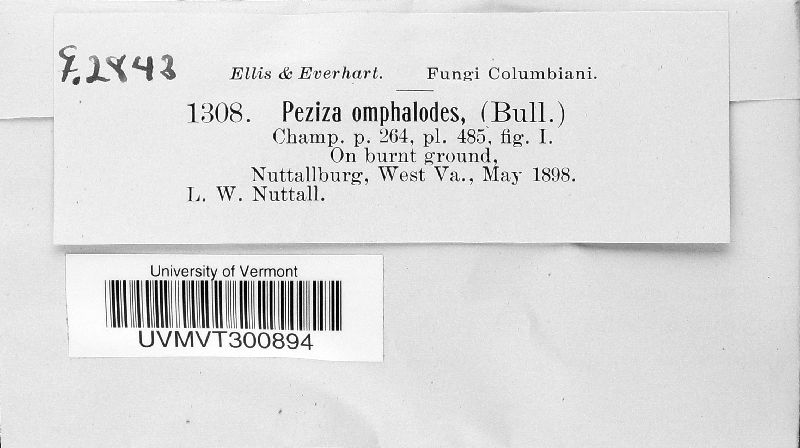 F.2843
Ellis & Everhart. Fungi Columbiani.
1308. Peziza omphalodes, (Bull.)
Champ. p. 264, pl. 485, fig. I.
On burnt ground,
Nuttallburg, West Va., May 1898.
L. W. Nuttall.
University of Vermont
UVMVT300894